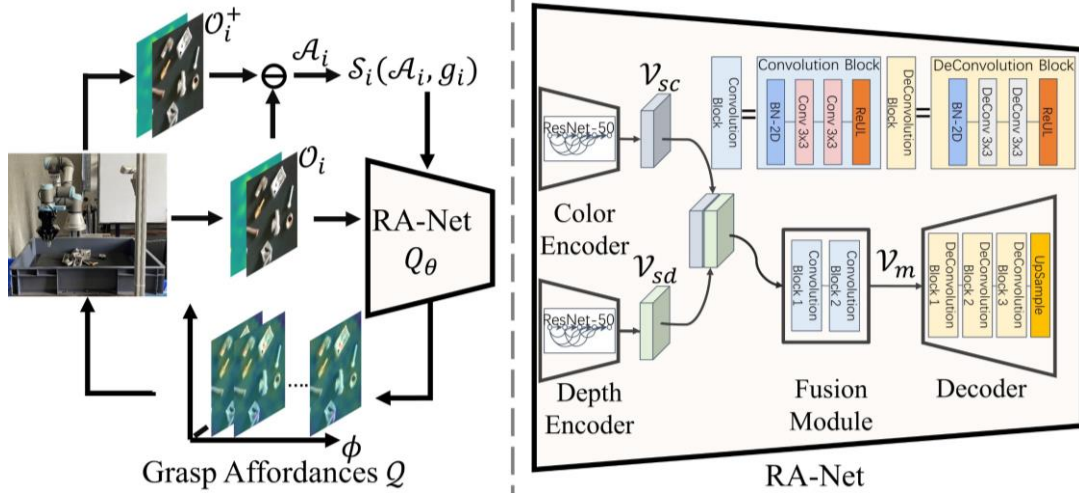 𝒪ᵢ⁺
𝒜ᵢ
𝒮ᵢ(𝒜ᵢ, gᵢ)
𝒪ᵢ
RA-Net
Q_θ
....
ϕ
Grasp Affordances Q
ResNet-50
Color
Encoder
𝒱_sc
ResNet-50
Depth
Encoder
𝒱_sd
Convolution
Block
=
Convolution Block
BN-2D
Conv 3x3
Conv 3x3
ReUL
DeConvolution
Block
=
DeConvolution Block
BN-2D
DeConv 3x3
DeConv 3x3
ReUL
Convolution
Block 1
Convolution
Block 2
Fusion
Module
𝒱_m
DeConvolution
Block 1
DeConvolution
Block 2
DeConvolution
Block 3
UpSample
Decoder
RA-Net